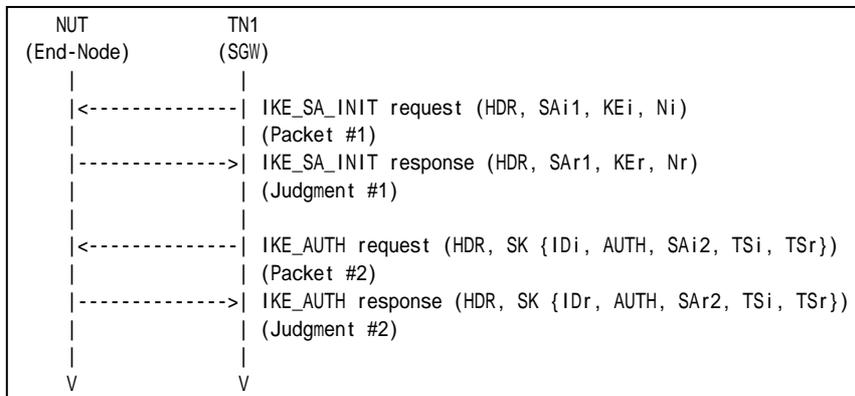 NUT TN1
(End-Node) (SGW)
| |
|<--------------| IKE_SA_INIT request (HDR, SAi1, KEi, Ni)
| | (Packet #1)
|-------------->| IKE_SA_INIT response (HDR, SAr1, KEr, Nr)
| | (Judgment #1)
| |
|<--------------| IKE_AUTH request (HDR, SK {IDi, AUTH, SAi2, TSi, TSr})
| | (Packet #2)
|-------------->| IKE_AUTH response (HDR, SK {IDr, AUTH, SAr2, TSi, TSr})
| | (Judgment #2)
| |
V V